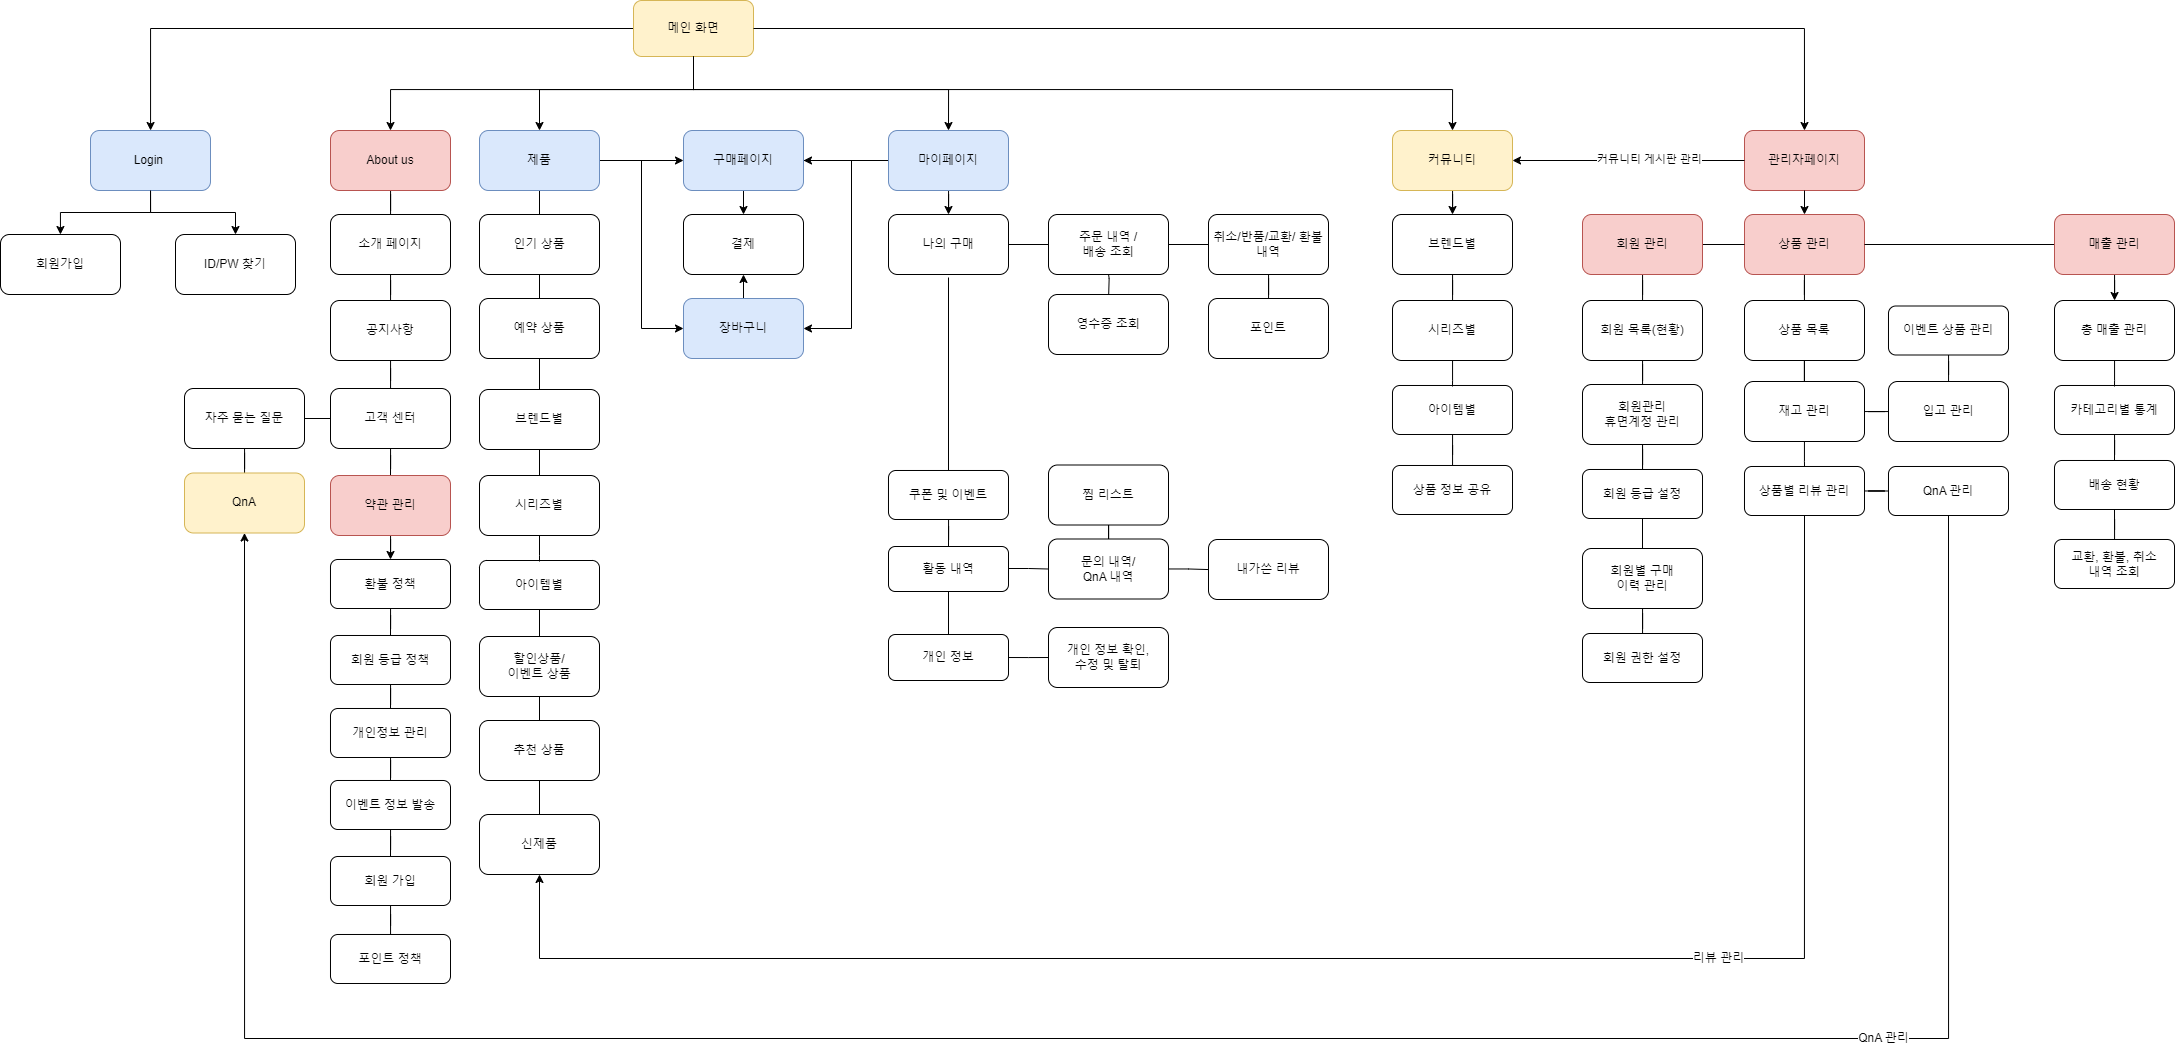 메인 화면
Login
About us
제품
구매페이지
마이페이지
커뮤니티
커뮤니티 게시판 관리
관리자페이지
회원가입
ID/PW 찾기
소개 페이지
공지사항
고객 센터
자주 묻는 질문
QnA
약관 관리
환불 정책
회원 등급 정책
개인정보 관리
이벤트 정보 발송
회원 가입
포인트 정책
인기 상품
예약 상품
브렌드별
시리즈별
아이템별
할인상품/
이벤트 상품
추천 상품
신제품
결제
장바구니
나의 구매
주문 내역 /
배송 조회
취소/반품/교환/ 환불
내역
영수증 조회
포인트
쿠폰 및 이벤트
찜 리스트
활동 내역
문의 내역/
QnA 내역
내가쓴 리뷰
개인 정보
개인 정보 확인,
수정 및 탈퇴
브렌드별
시리즈별
아이템별
상품 정보 공유
회원 관리
상품 관리
매출 관리
회원 목록(현황)
회원관리
휴면계정 관리
회원 등급 설정
회원별 구매
이력 관리
회원 권한 설정
상품 목록
이벤트 상품 관리
재고 관리
입고 관리
상품별 리뷰 관리
QnA 관리
총 매출 관리
카테고리별 통계
배송 현황
교환, 환불, 취소
내역 조회
리뷰 관리
QnA 관리